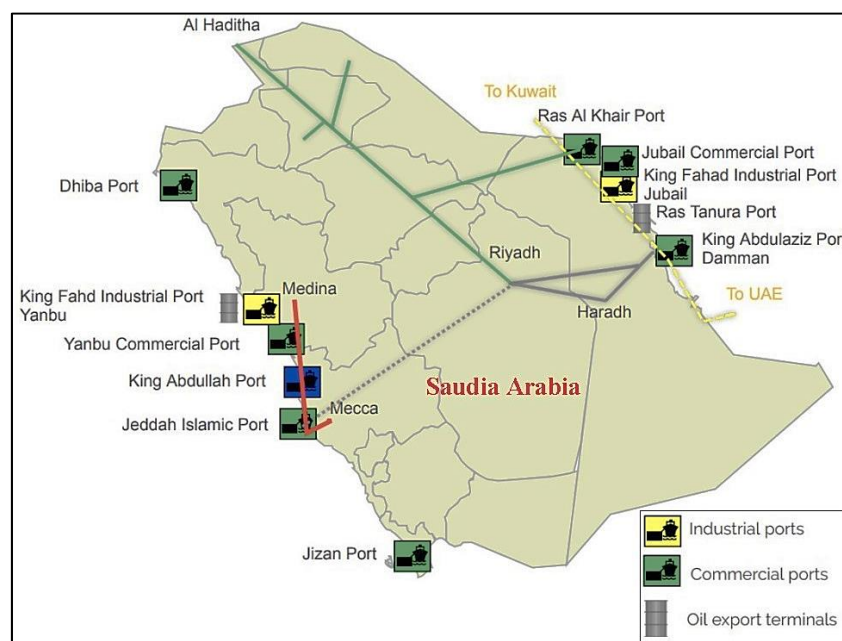 Al Haditha
To Kuwait
Ras Al Khair Port
Jubail Commercial Port
King Fahad Industrial Port
Jubail
Dhiba Port
Ras Tanura Port
King Abdulaziz Por
Damman
Riyadh
To UAE
King Fahd Industrial Port
Yanbu
Medina
Haradh
Yanbu Commercial Port
King Abdullah Port
Saudia Arabia
Mecca
Jeddah Islamic Port
Jizan Port
Industrial ports
Commercial ports
Oil export terminals